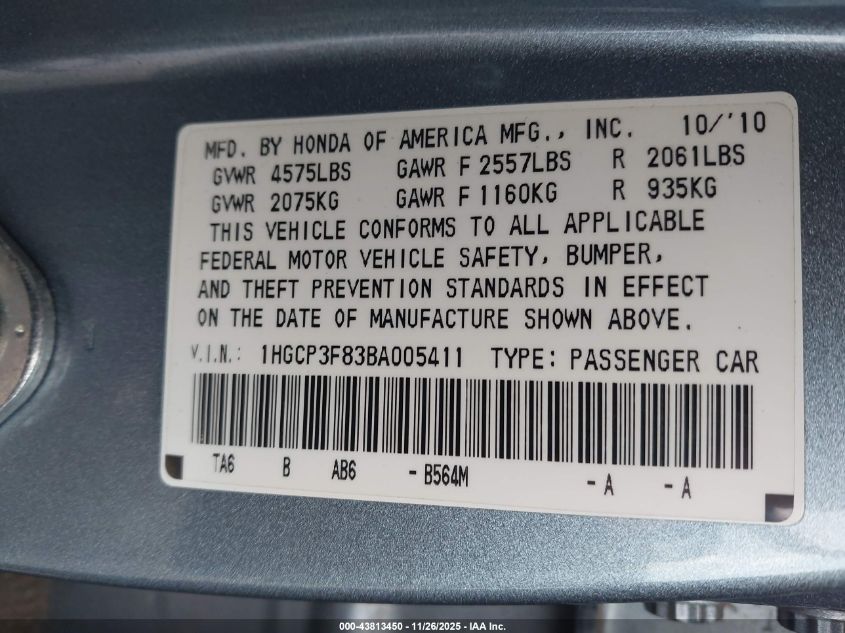 MFD. BY HONDA OF AMERICA MFG., INC. 10/'10
GVWR 4575LBS GAWR F 2557LBS R 2061LBS
GVWR 2075KG GAWR F 1160KG R 935KG
THIS VEHICLE CONFORMS TO ALL APPLICABLE
FEDERAL MOTOR VEHICLE SAFETY, BUMPER,
AND THEFT PREVENTION STANDARDS IN EFFECT
ON THE DATE OF MANUFACTURE SHOWN ABOVE.
V.I.N.: 1HGCP3F83BA005411 TYPE: PASSENGER CAR
TA6 B AB6 - B564M - A - A
000-43813450 - 11/26/2025 - IAA Inc.